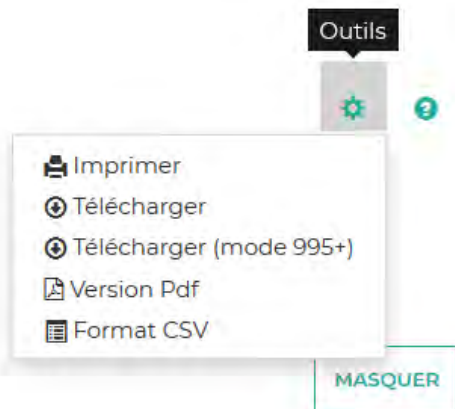 Outils
Imprimer
Télécharger
Télécharger (mode 995+)
Version Pdf
Format CSV
MASQUER